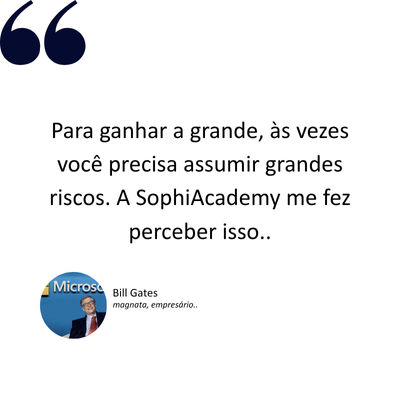 Para ganhar a grande, às vezes
você precisa assumir grandes
riscos. A SophiAcademy me fez
perceber isso..
Bill Gates
magnata, empresário..